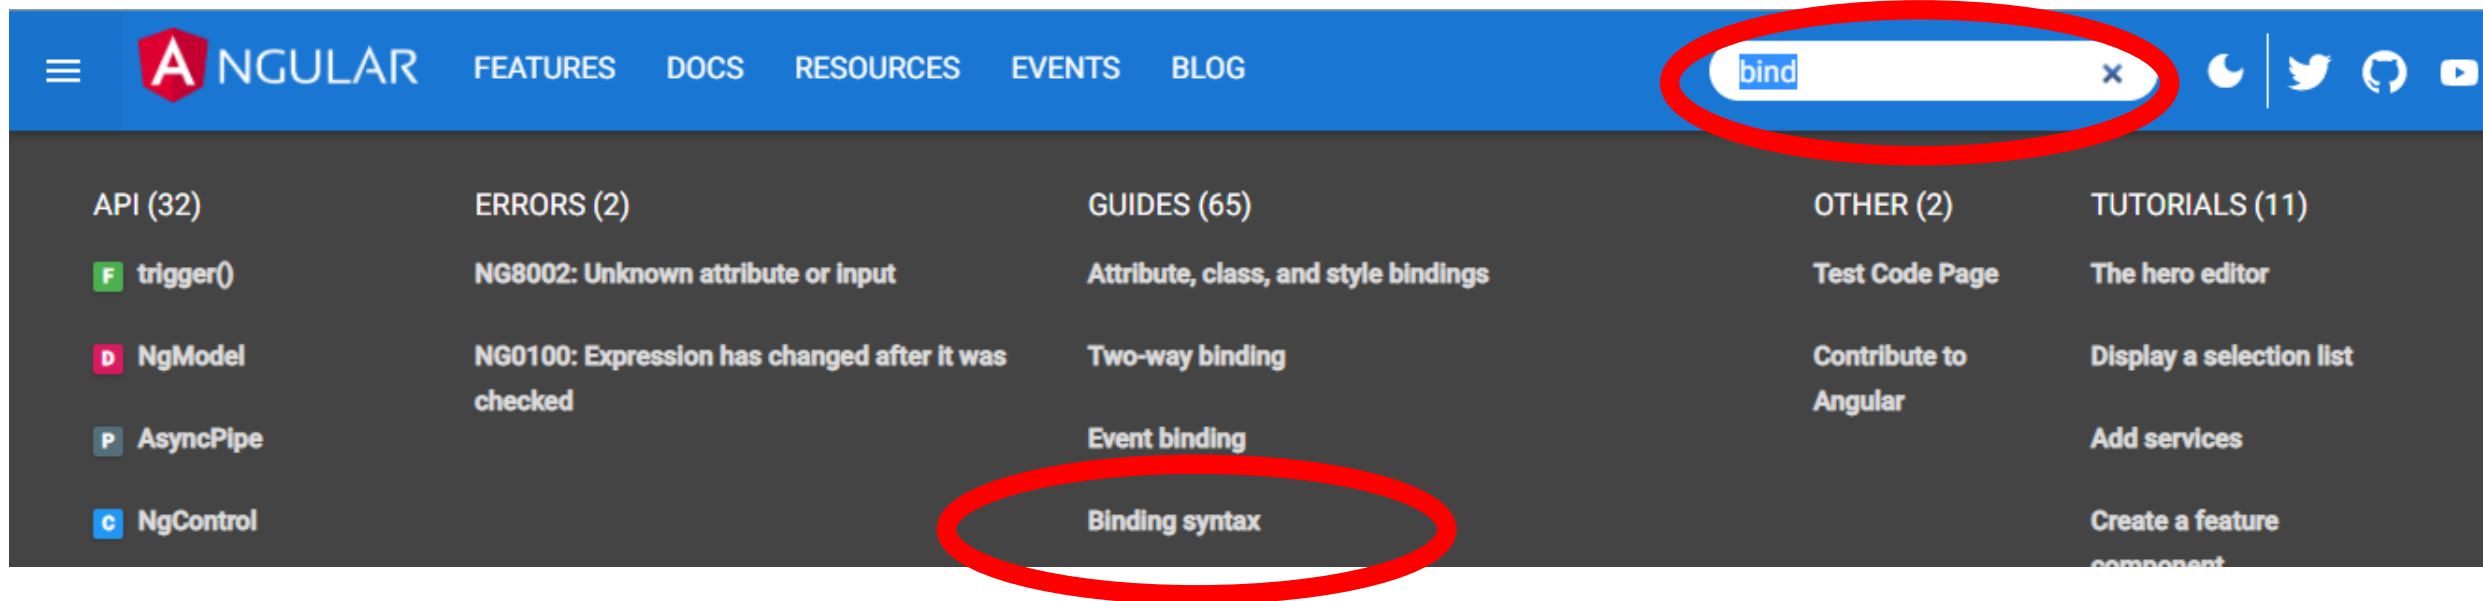 ANGULAR FEATURES DOCS RESOURCES EVENTS BLOG bind
API (32)
F trigger()
D NgModel
P AsyncPipe
C NgControl
ERRORS (2)
NG8002: Unknown attribute or input
NG0100: Expression has changed after it was
checked
GUIDES (65)
Attribute, class, and style bindings
Two-way binding
Event binding
Binding syntax
OTHER (2)
Test Code Page
Contribute to
Angular
TUTORIALS (11)
The hero editor
Display a selection list
Add services
Create a feature
component